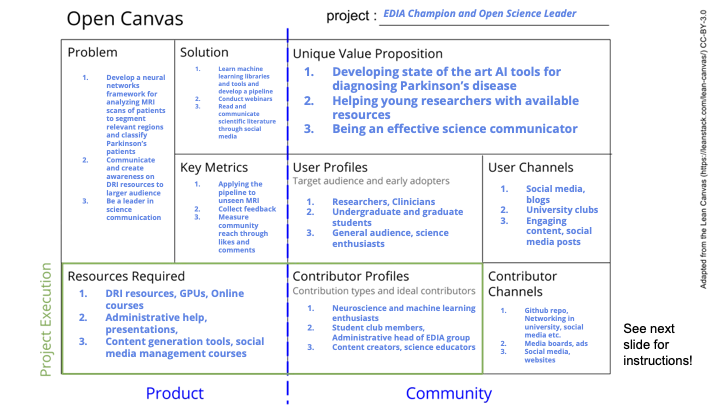 Open Canvas
project : EDIA Champion and Open Science Leader
Problem
1. Develop a neural
networks
framework for
analyzing MRI
scans of patients
to segment
relevant regions
and classify
Parkinson's
patients
2. Communicate
and create
awareness on
DRI resources to
larger audience
3. Be a leader in
science
communication
Solution
1. Learn machine
learning libraries
and tools and
develop a pipeline
2. Conduct webinars
3. Read and
communicate
scientific literature
through social
media
Unique Value Proposition
1. Developing state of the art AI tools for
diagnosing Parkinson's disease
2. Helping young researchers with available
resources
3. Being an effective science communicator
Key Metrics
1. Applying the
pipeline to
unseen MRI
2. Collect feedback
3. Measure
community
reach through
likes and
comments
User Profiles
Target audience and early adopters
1. Researchers, Clinicians
2. Undergraduate and graduate
students
3. General audience, science
enthusiasts
User Channels
1. Social media,
blogs
2. University clubs
3. Engaging
content, social
media posts
Project Execution
Resources Required
1. DRI resources, GPUs, Online
courses
2. Administrative help,
presentations,
3. Content generation tools, social
media management courses
Contributor Profiles
Contribution types and ideal contributors
1. Neuroscience and machine learning
enthusiasts
2. Student club members,
Administrative head of EDIA group
3. Content creators, science educators
Contributor
Channels
1. Github repo,
Networking in
university, social
media etc.
2. Media boards, ads
3. Social media,
websites
Product
Community
See next
slide for
instructions!
Adapted from the Lean Canvas (https://leanstack.com/lean-canvas/) CC-BY-3.0